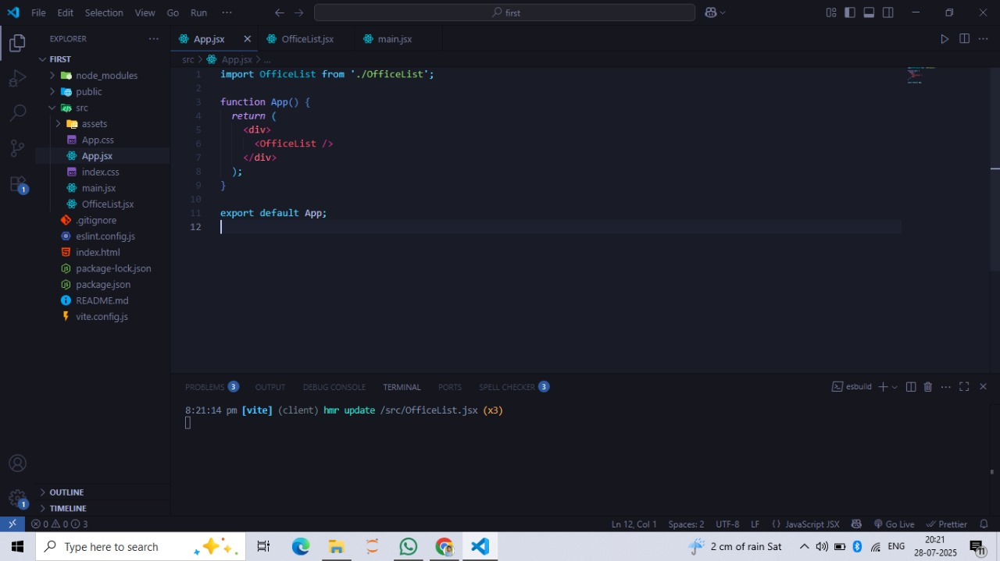 File Edit Selection View Go Run ··· first
EXPLORER ···
FIRST
node_modules
public
src
assets
App.css
App.jsx
index.css
main.jsx
OfficeList.jsx
.gitignore
eslint.config.js
index.html
package-lock.json
package.json
README.md
vite.config.js
OUTLINE
TIMELINE
1
1
App.jsx OfficeList.jsx main.jsx
src > App.jsx > ...
1 import OfficeList from './OfficeList';
2
3 function App() {
4 return (
5 <div>
6 <OfficeList />
7 </div>
8 );
9 }
10
11 export default App;
12
PROBLEMS 3 OUTPUT DEBUG CONSOLE TERMINAL PORTS SPELL CHECKER 3 esbuild
8:21:14 pm [vite] (client) hmr update /src/OfficeList.jsx (x3)
0 0 3 Ln 12, Col 1 Spaces: 2 UTF-8 LF {} JavaScript JSX Go Live Prettier
Type here to search 2 cm of rain Sat ENG 20:21
28-07-2025 11